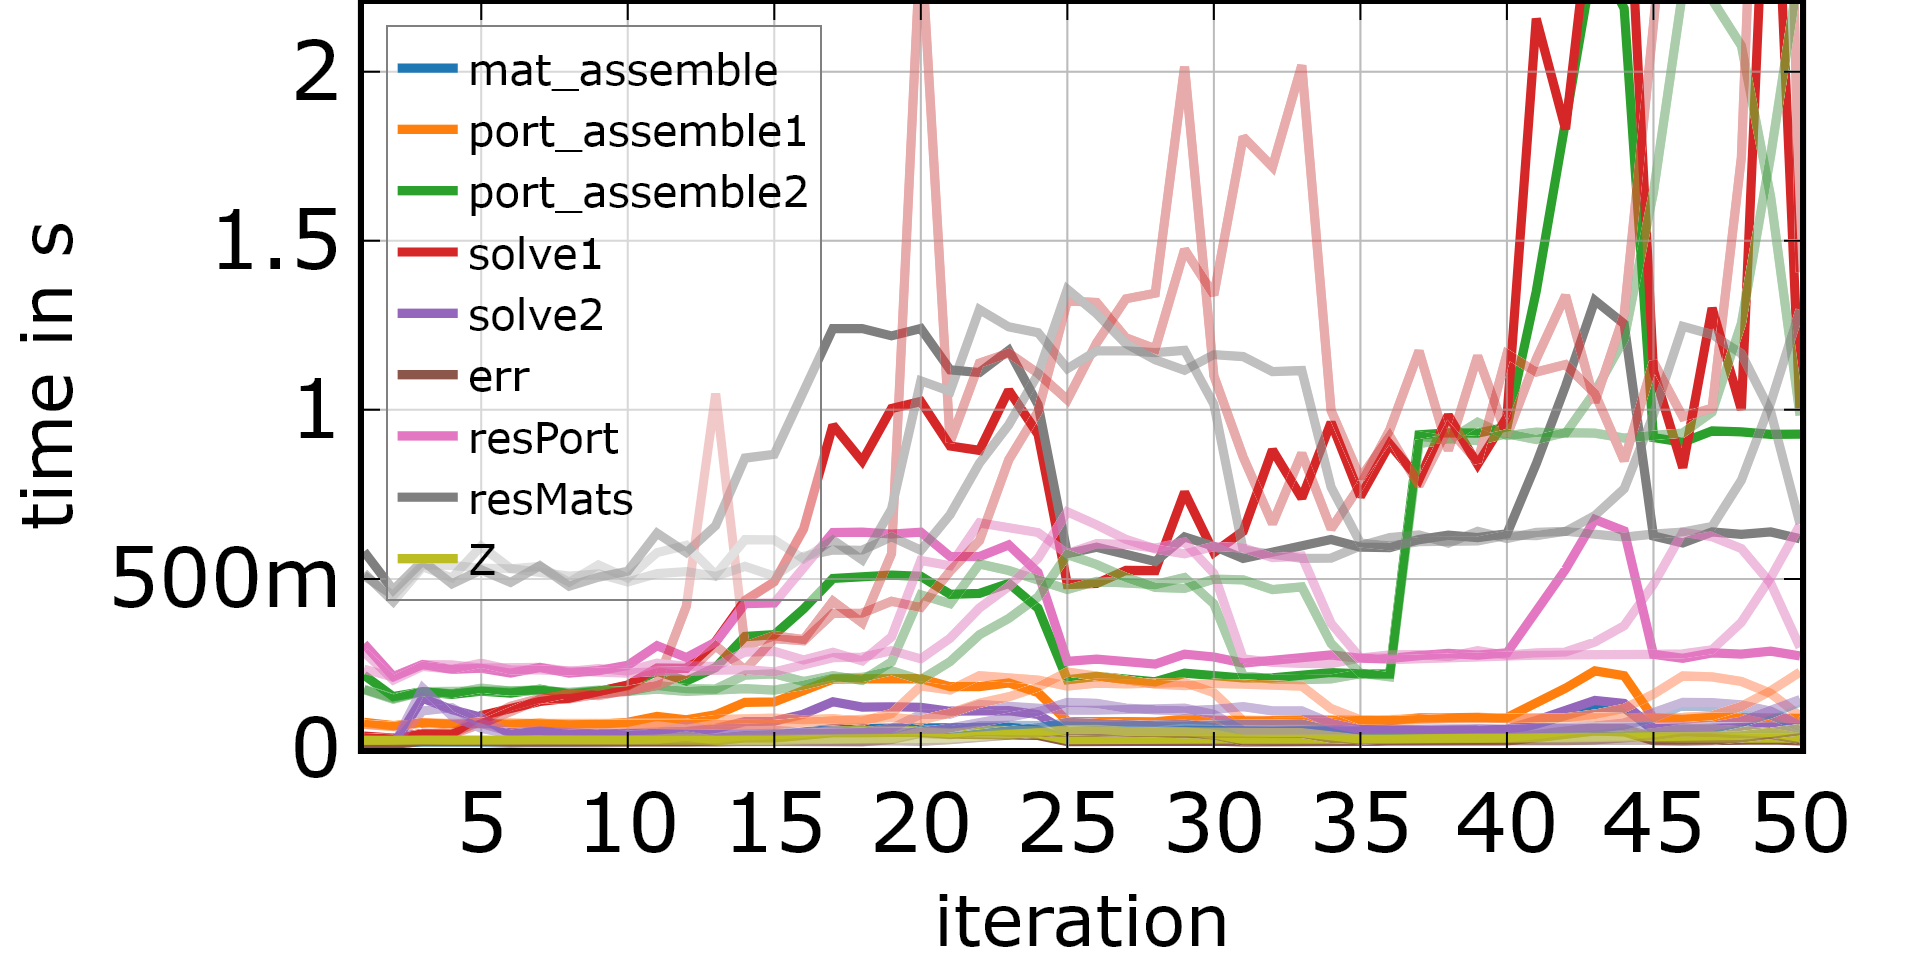 2
1.5
1
500m
0
time in s
mat_assemble
port_assemble1
port_assemble2
solve1
solve2
err
resPort
resMats
Z
5 10 15 20 25 30 35 40 45 50
iteration